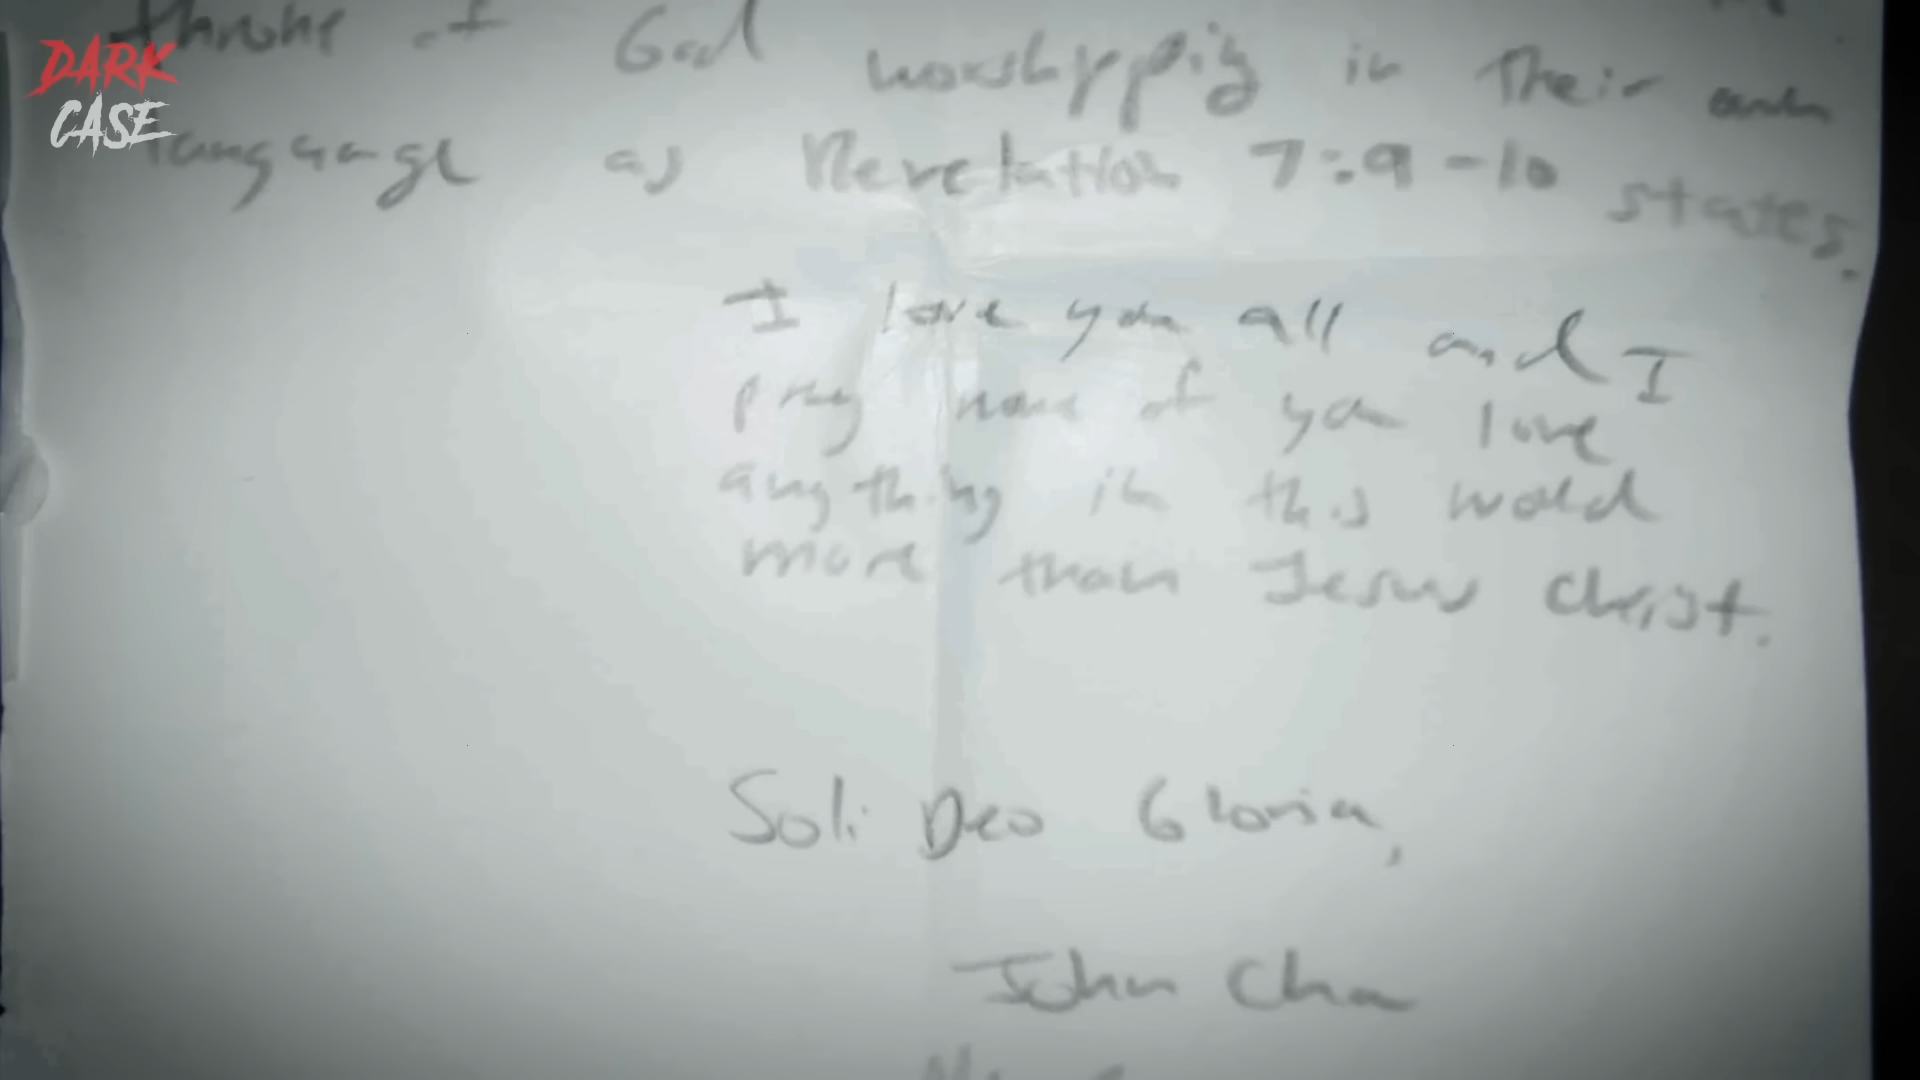 DARK
CASE
throne of God worshipping in their own
language as Revelation 7:9-10 states.
I love you all and I
pray none of you love
anything in this world
more than Jesus Christ.
Soli Deo Gloria,
John Chau